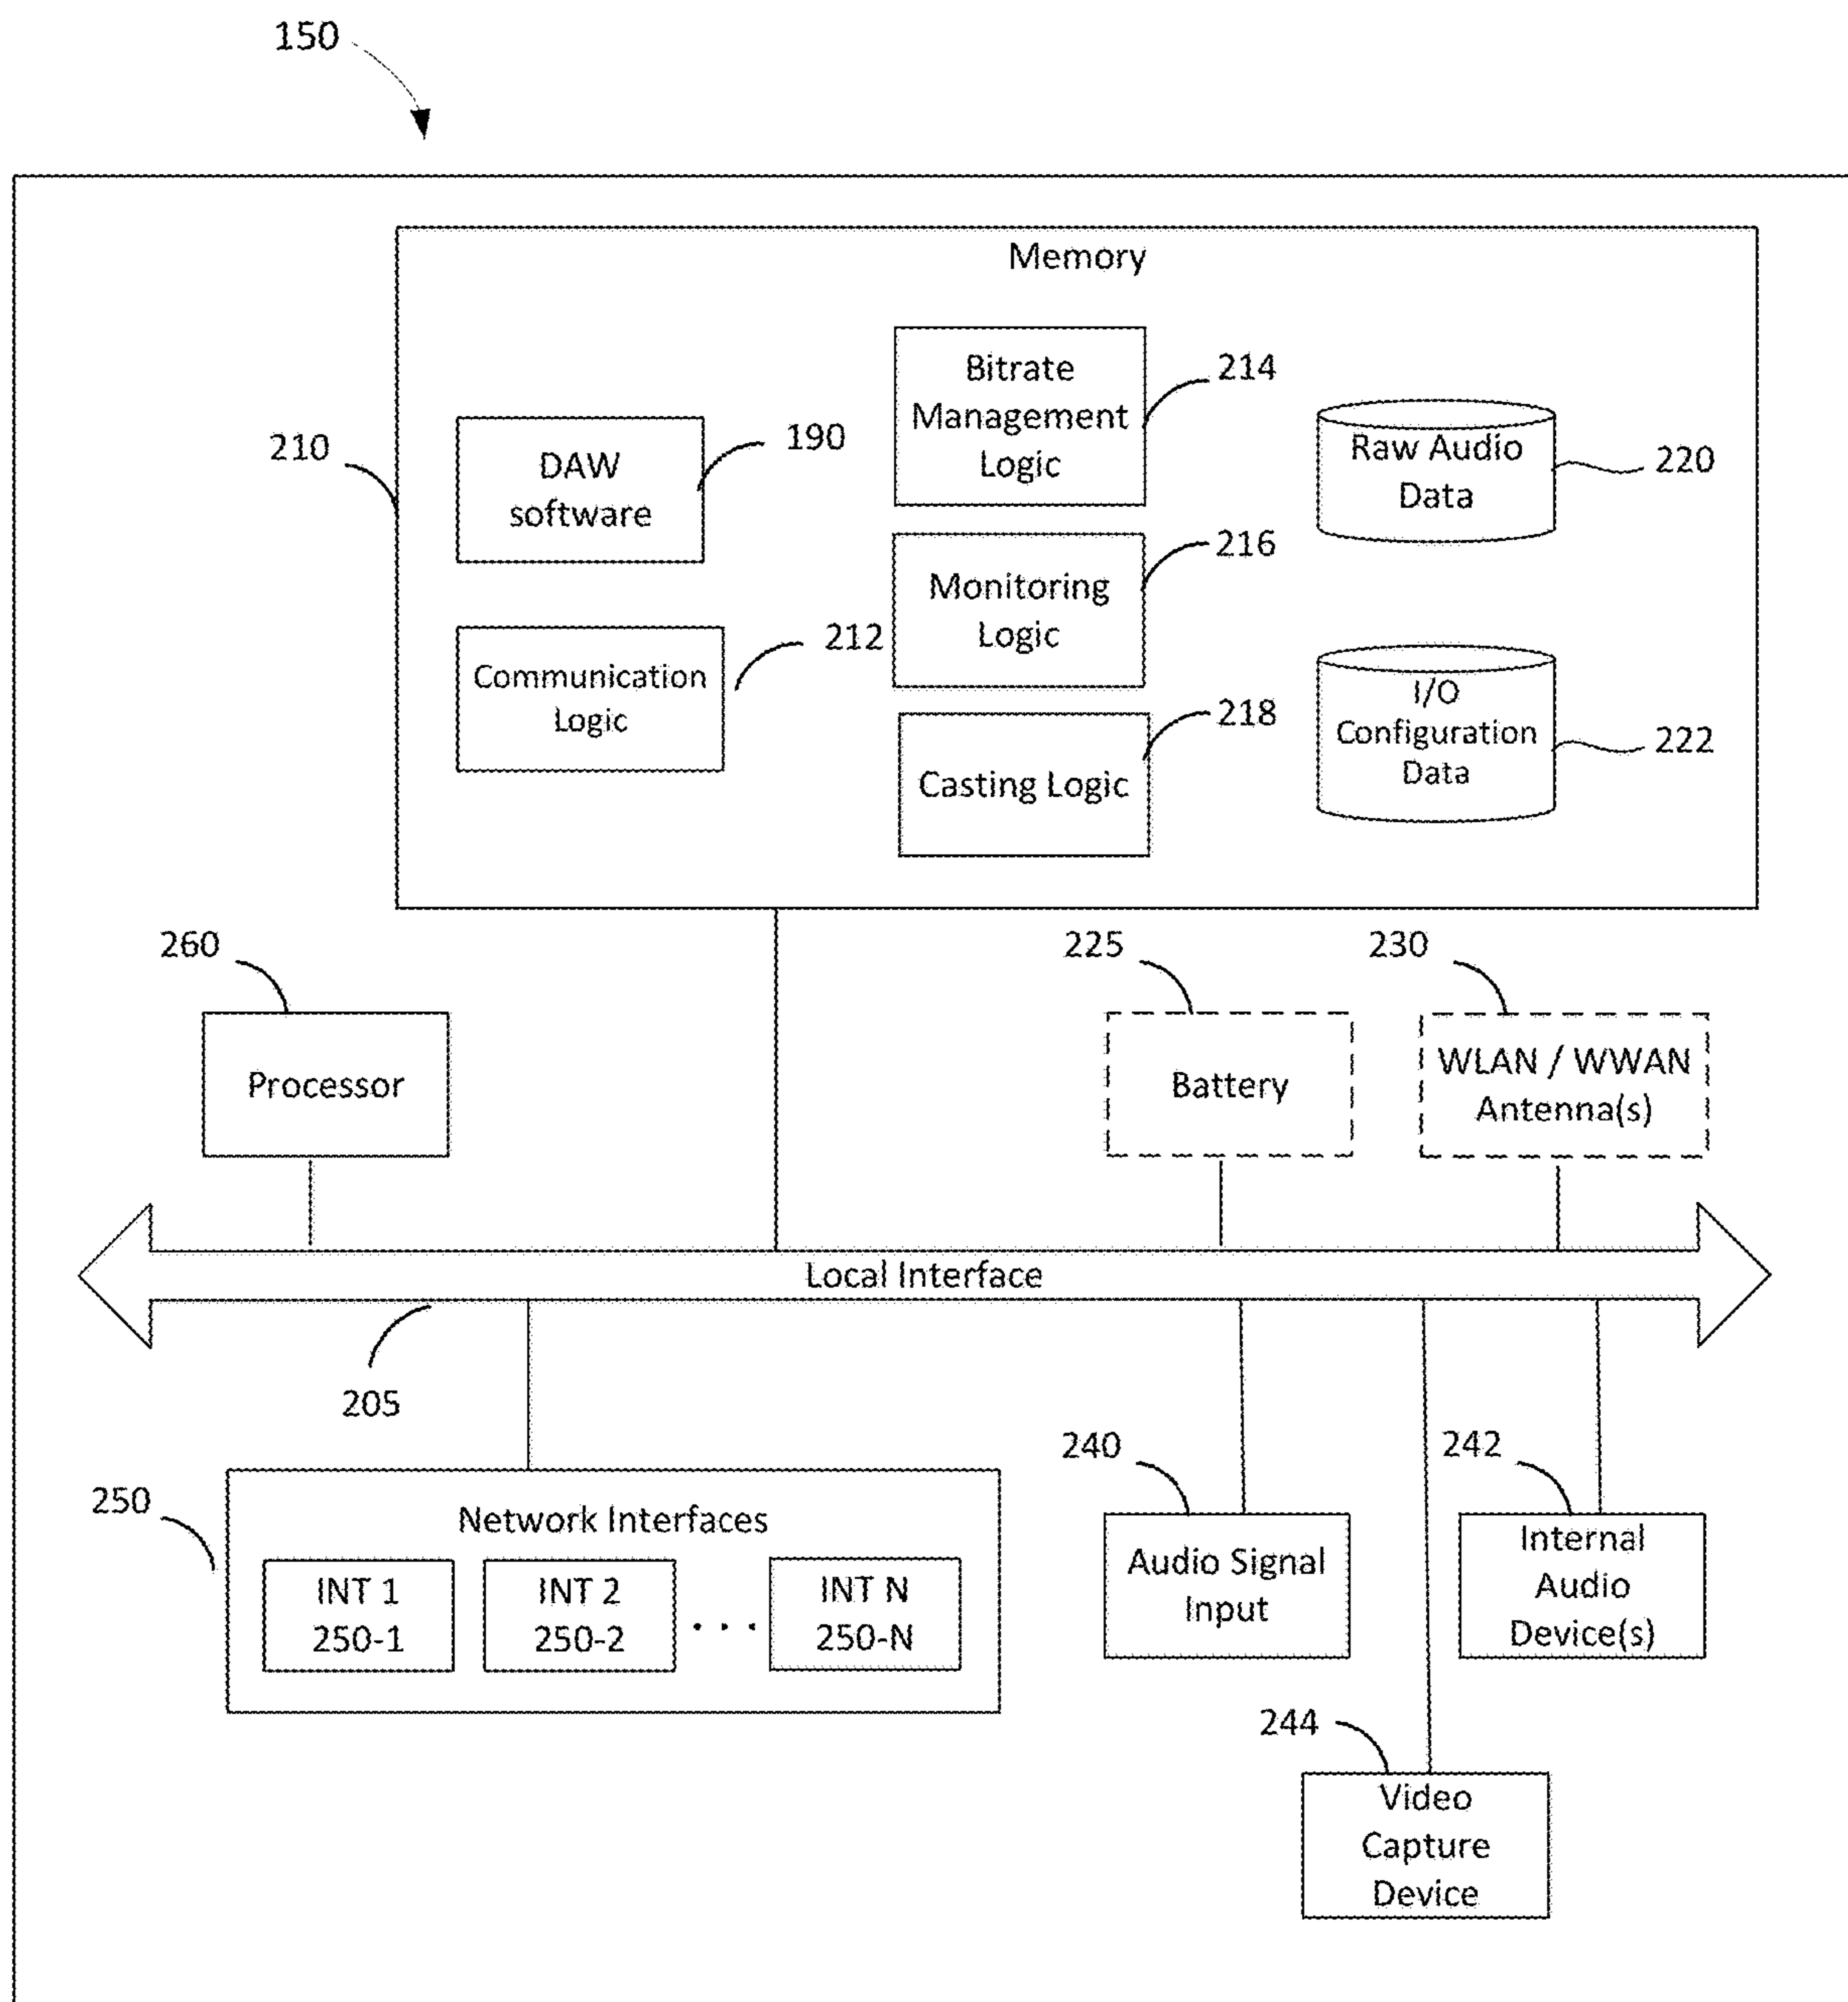 150
Memory
Bitrate
Management
Logic
214
DAW
software
190
210
Raw Audio
Data
220
Monitoring
Logic
216
Communication
Logic
212
Casting Logic
218
I/O
Configuration
Data
222
260
Processor
225
Battery
230
WLAN / WWAN
Antenna(s)
Local Interface
205
250
Network Interfaces
INT 1
250-1
INT 2
250-2
. . .
INT N
250-N
240
Audio Signal
Input
242
Internal
Audio
Device(s)
244
Video
Capture
Device